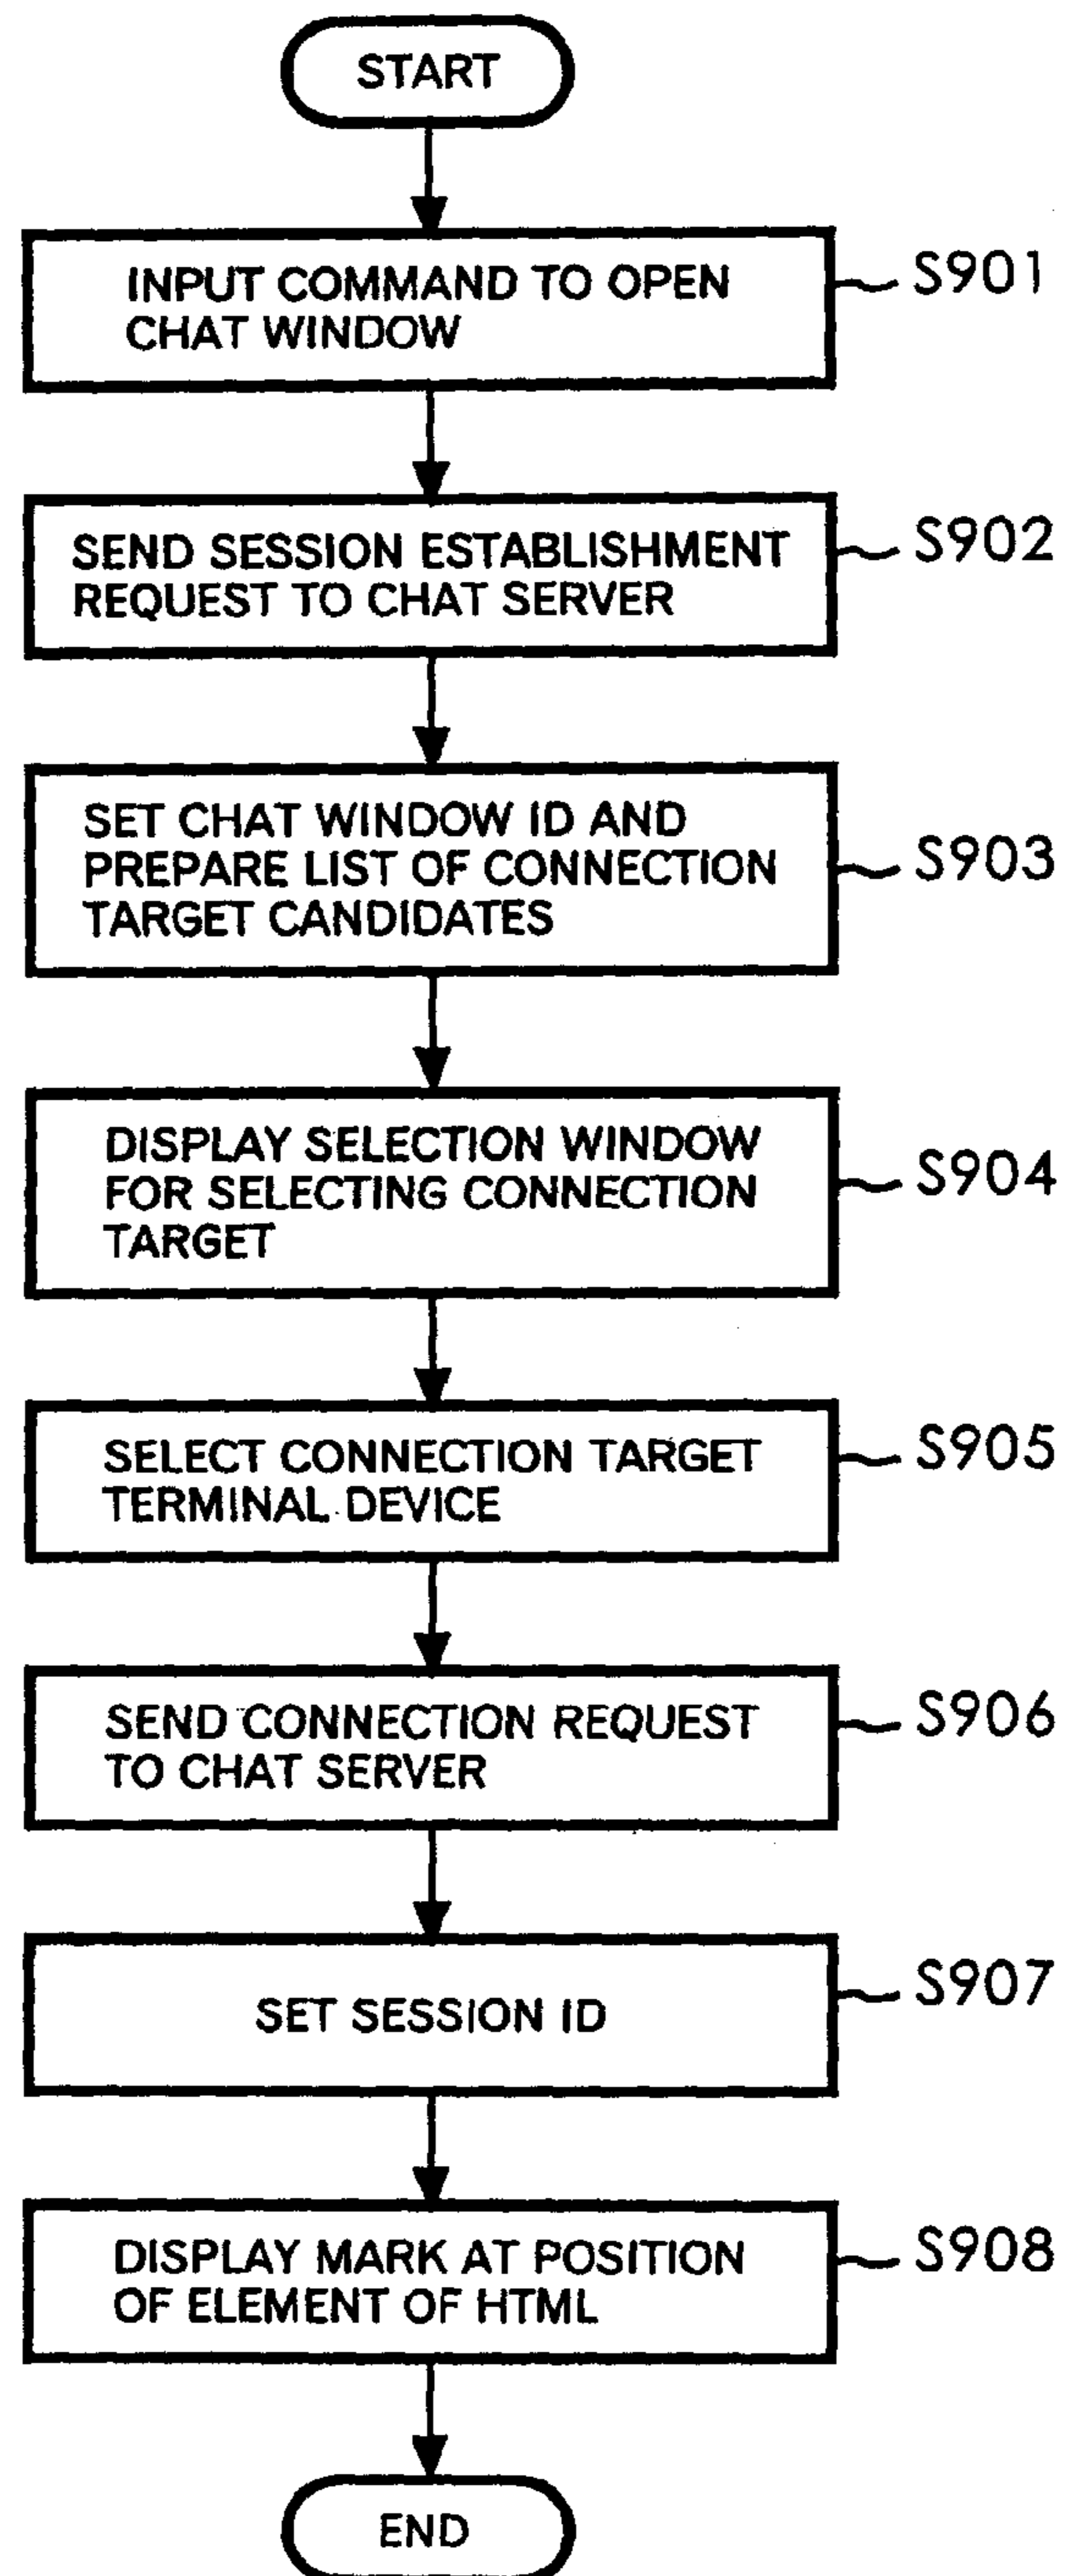 START
INPUT COMMAND TO OPEN
CHAT WINDOW
S901
SEND SESSION ESTABLISHMENT
REQUEST TO CHAT SERVER
S902
SET CHAT WINDOW ID AND
PREPARE LIST OF CONNECTION
TARGET CANDIDATES
S903
DISPLAY SELECTION WINDOW
FOR SELECTING CONNECTION
TARGET
S904
SELECT CONNECTION TARGET
TERMINAL DEVICE
S905
SEND CONNECTION REQUEST
TO CHAT SERVER
S906
SET SESSION ID
S907
DISPLAY MARK AT POSITION
OF ELEMENT OF HTML
S908
END